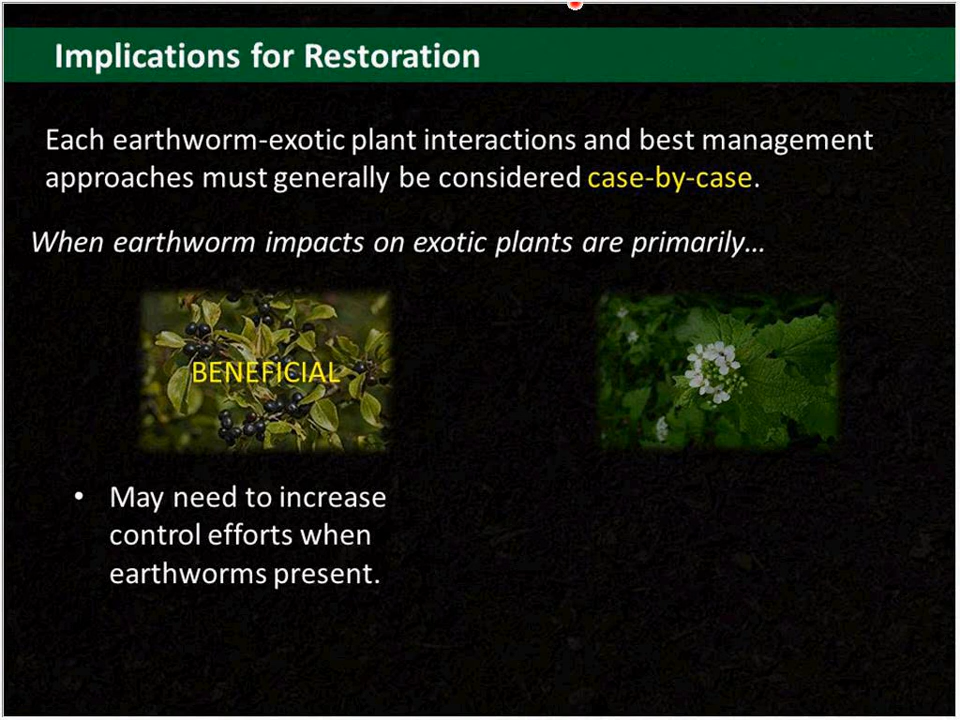 Implications for Restoration
Each earthworm-exotic plant interactions and best management
approaches must generally be considered case-by-case.
When earthworm impacts on exotic plants are primarily…
BENEFICIAL
• May need to increase
control efforts when
earthworms present.